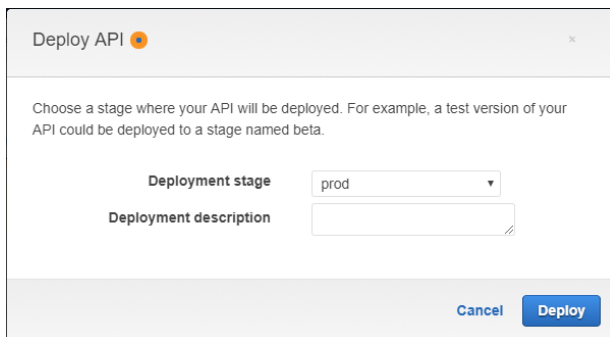 Deploy API
Choose a stage where your API will be deployed. For example, a test version of your
API could be deployed to a stage named beta.
Deployment stage prod
Deployment description
Cancel Deploy